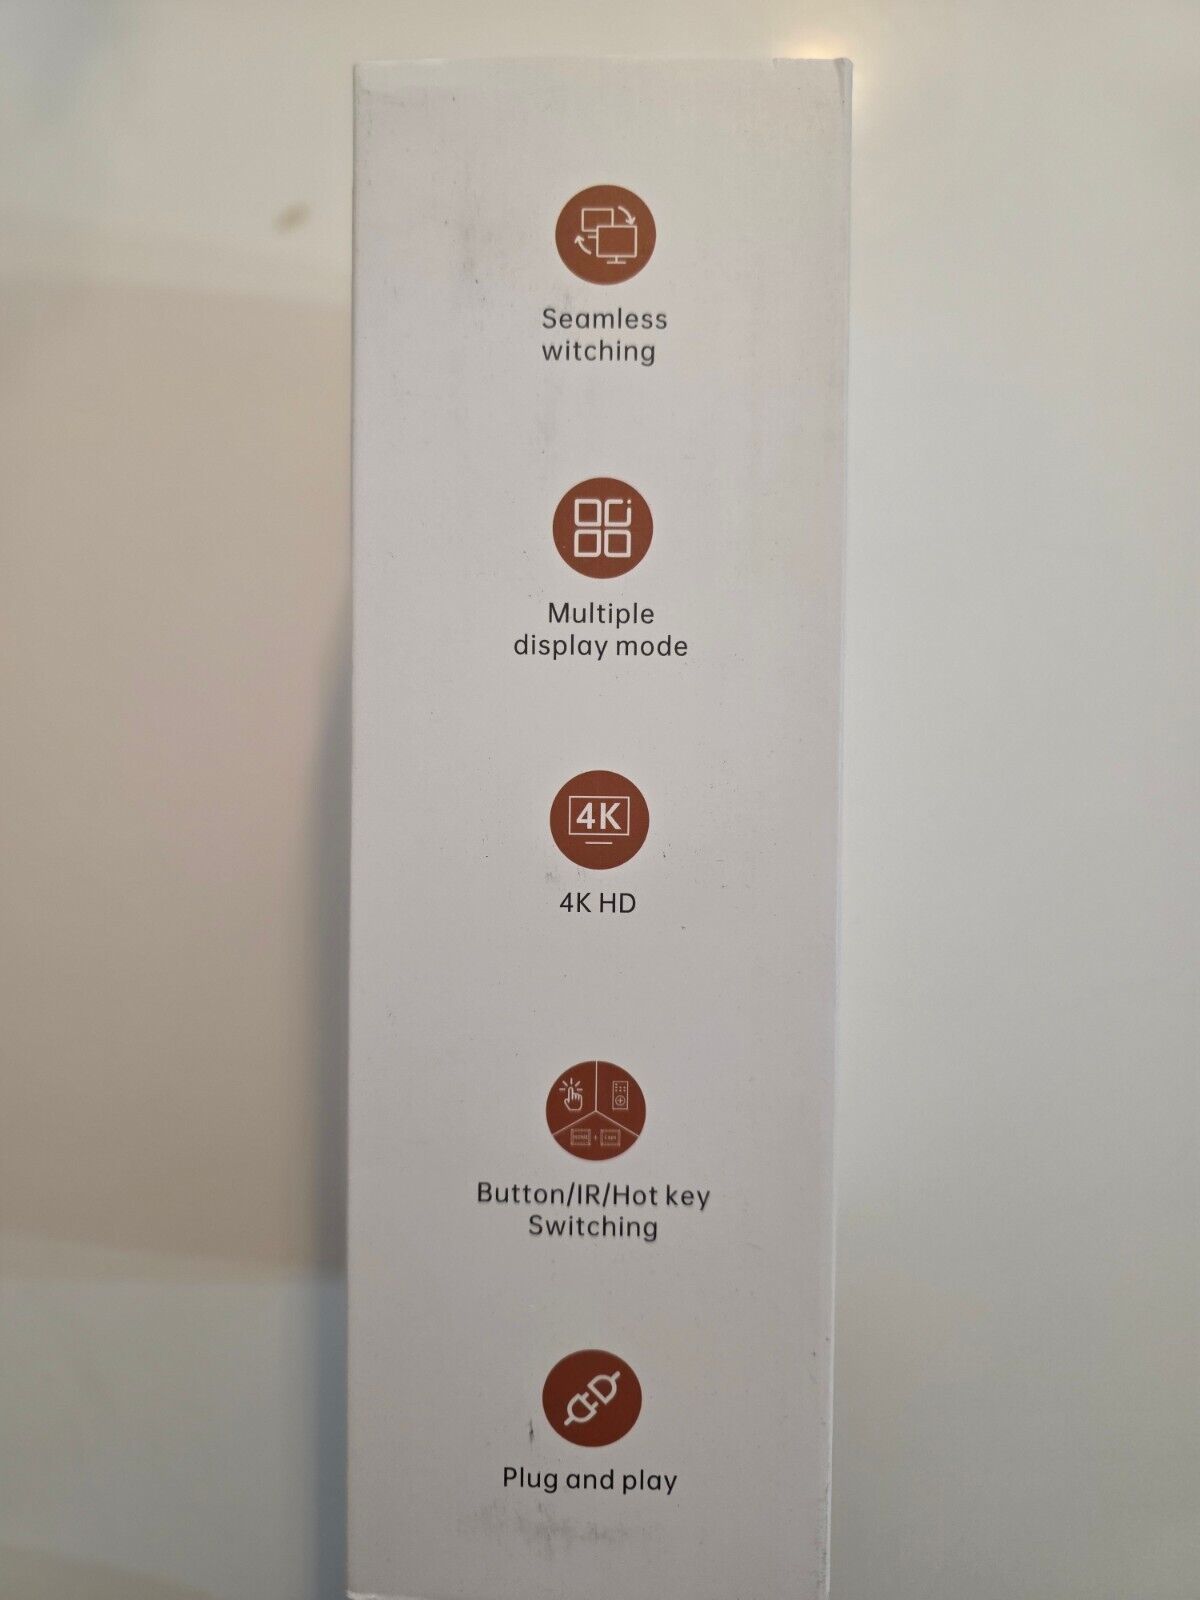 Seamless
witching
Multiple
display mode
4K
4K HD
Button/IR/Hot key
Switching
Plug and play